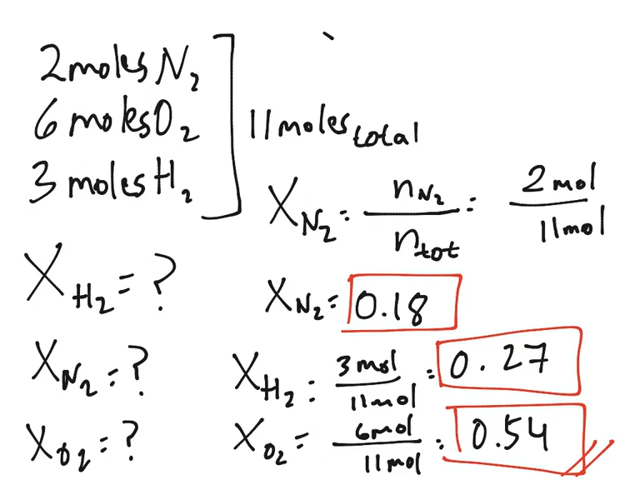 2 moles N₂
6 moles O₂
3 moles H₂
11 moles total
X_N₂ = n_N₂ / n_tot = 2 mol / 11 mol
X_H₂ = ?
X_N₂ = 0.18
X_N₂ = ?
X_H₂ = 3 mol / 11 mol = 0.27
X_O₂ = ?
X_O₂ = 6 mol / 11 mol = 0.54